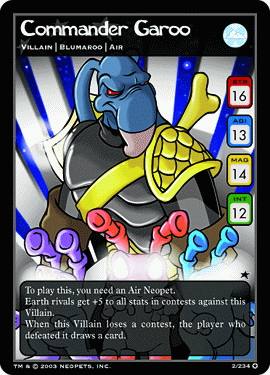 Commander Garoo
Villain | Blumaroo | Air
STR
16
AGI
13
MAG
14
INT
12
To play this, you need an Air Neopet.
Earth rivals get +5 to all stats in contests against this
Villain.
When this Villain loses a contest, the player who
defeated it draws a card.
TM & © 2003 NEOPETS, INC.
2/234